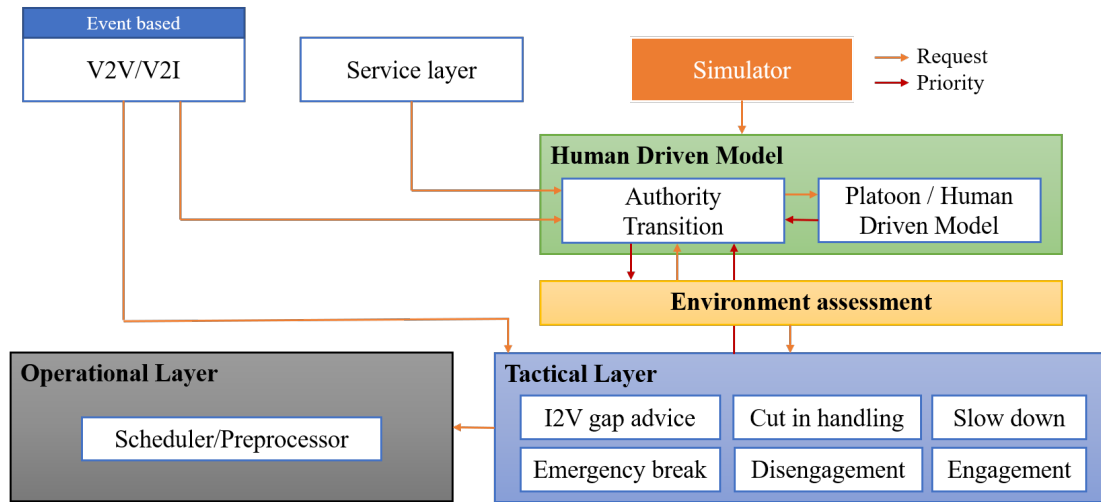 Event based
V2V/V2I
Service layer
Simulator
Request
Priority
Human Driven Model
Authority
Transition
Platoon / Human
Driven Model
Environment assessment
Operational Layer
Scheduler/Preprocessor
Tactical Layer
I2V gap advice
Cut in handling
Slow down
Emergency break
Disengagement
Engagement